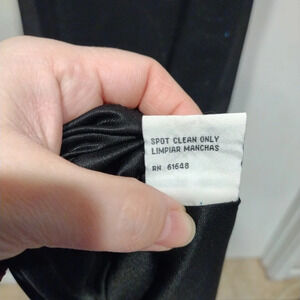 SPOT CLEAN ONLY
LIMPIAR MANCHAS
RN 61648